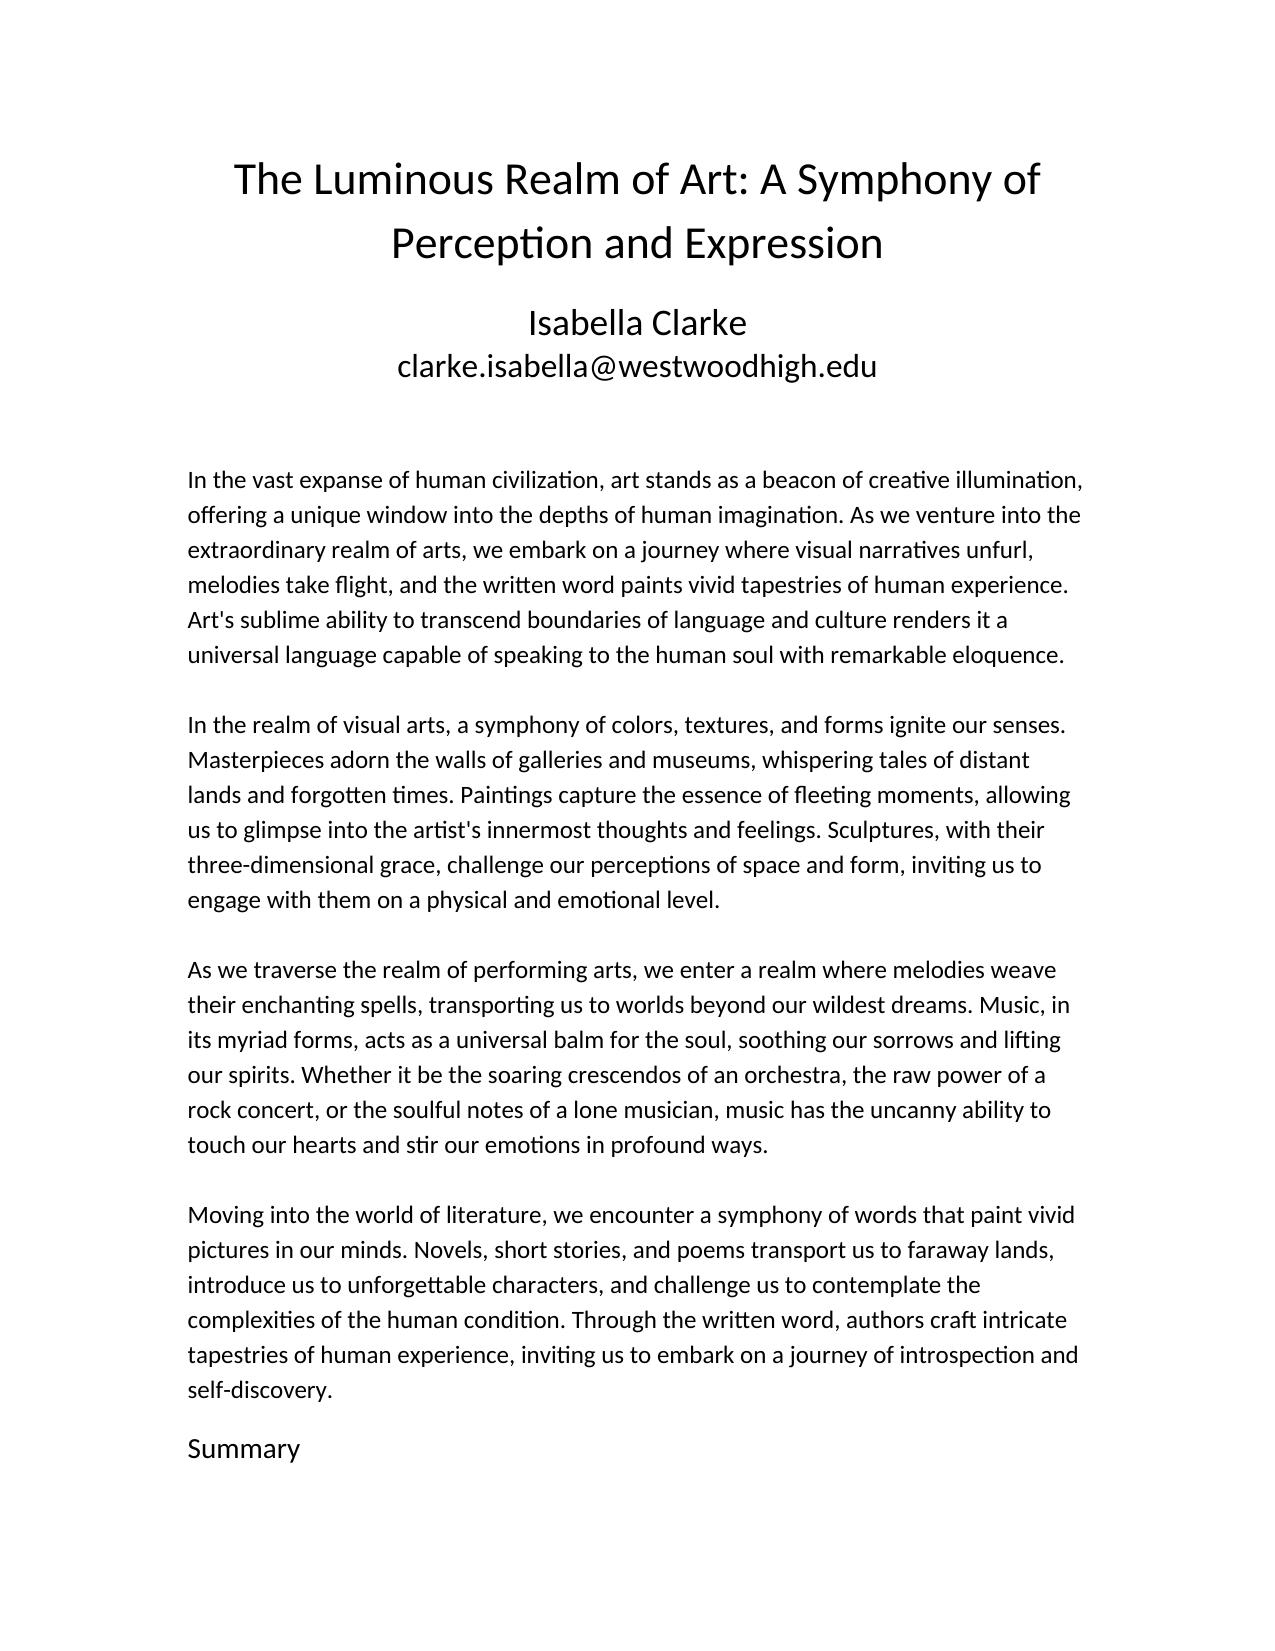 The Luminous Realm of Art: A Symphony of
Perception and Expression
Isabella Clarke
clarke.isabella@westwoodhigh.edu
In the vast expanse of human civilization, art stands as a beacon of creative illumination,
offering a unique window into the depths of human imagination. As we venture into the
extraordinary realm of arts, we embark on a journey where visual narratives unfurl,
melodies take flight, and the written word paints vivid tapestries of human experience.
Art's sublime ability to transcend boundaries of language and culture renders it a
universal language capable of speaking to the human soul with remarkable eloquence.
In the realm of visual arts, a symphony of colors, textures, and forms ignite our senses.
Masterpieces adorn the walls of galleries and museums, whispering tales of distant
lands and forgotten times. Paintings capture the essence of fleeting moments, allowing
us to glimpse into the artist's innermost thoughts and feelings. Sculptures, with their
three-dimensional grace, challenge our perceptions of space and form, inviting us to
engage with them on a physical and emotional level.
As we traverse the realm of performing arts, we enter a realm where melodies weave
their enchanting spells, transporting us to worlds beyond our wildest dreams. Music, in
its myriad forms, acts as a universal balm for the soul, soothing our sorrows and lifting
our spirits. Whether it be the soaring crescendos of an orchestra, the raw power of a
rock concert, or the soulful notes of a lone musician, music has the uncanny ability to
touch our hearts and stir our emotions in profound ways.
Moving into the world of literature, we encounter a symphony of words that paint vivid
pictures in our minds. Novels, short stories, and poems transport us to faraway lands,
introduce us to unforgettable characters, and challenge us to contemplate the
complexities of the human condition. Through the written word, authors craft intricate
tapestries of human experience, inviting us to embark on a journey of introspection and
self-discovery.
Summary